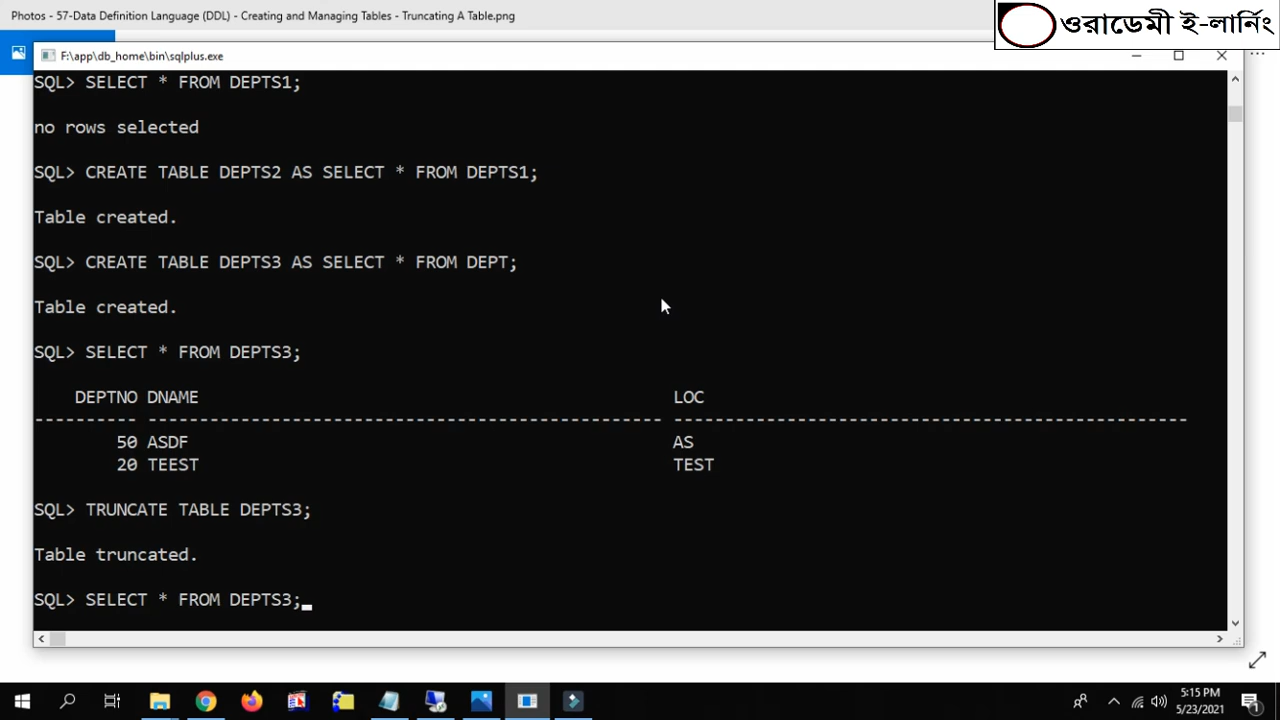 Photos - 57-Data Definition Language (DDL) - Creating and Managing Tables - Truncating A Table.png
ওরাডেমী ই-লার্নিং
F:\app\db_home\bin\sqlplus.exe
SQL> SELECT * FROM DEPTS1;
no rows selected
SQL> CREATE TABLE DEPTS2 AS SELECT * FROM DEPTS1;
Table created.
SQL> CREATE TABLE DEPTS3 AS SELECT * FROM DEPT;
Table created.
SQL> SELECT * FROM DEPTS3;
DEPTNO DNAME LOC
---------- --------------------------------------------------- --------------------------------------------------
50 ASDF AS
20 TEEST TEST
SQL> TRUNCATE TABLE DEPTS3;
Table truncated.
SQL> SELECT * FROM DEPTS3;
5:15 PM
5/23/2021
1